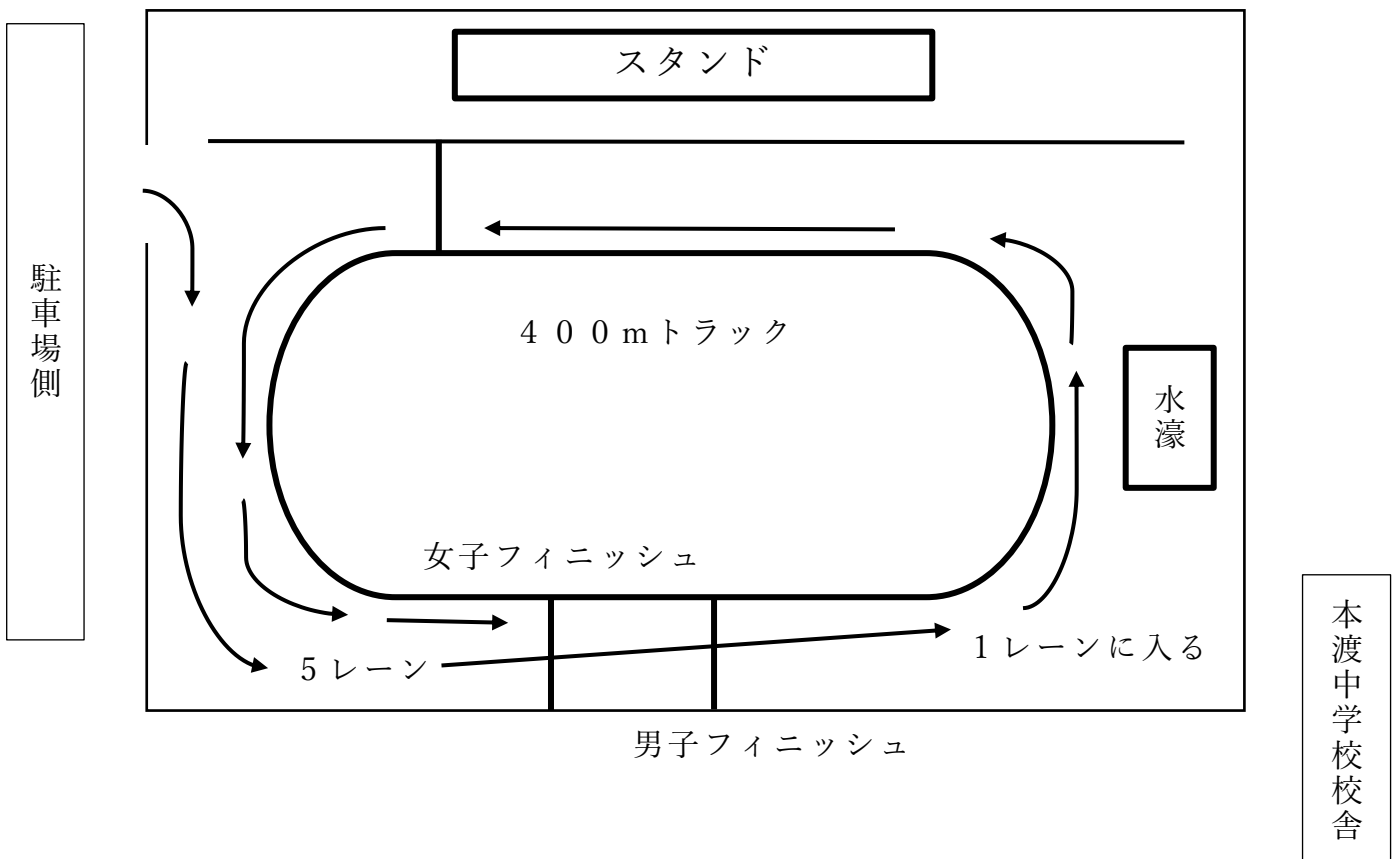 スタンド
駐車場側
４００ｍトラック
水濠
女子フィニッシュ
５レーン
１レーンに入る
男子フィニッシュ
本渡中学校校舎